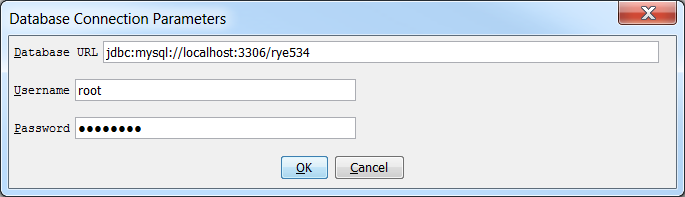 Database Connection Parameters
Database URL jdbc:mysql://localhost:3306/rye534
Username root
Password ●●●●●●●●
OK Cancel